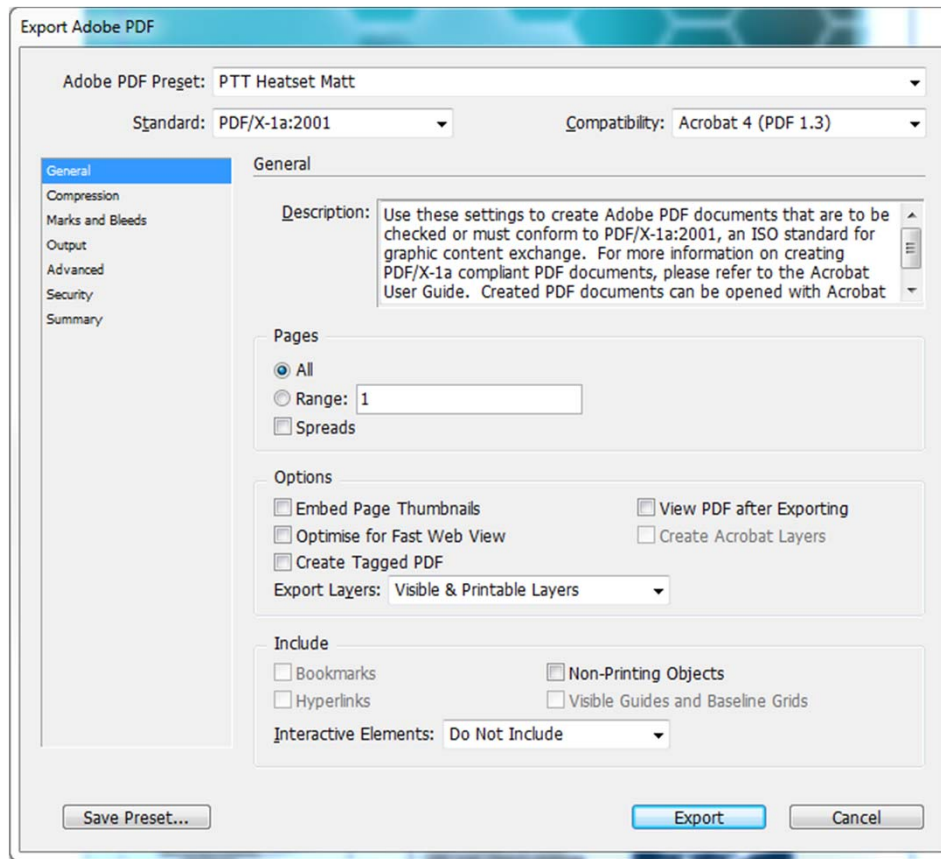 Export Adobe PDF
Adobe PDF Preset: PTT Heatset Matt
Standard: PDF/X-1a:2001 Compatibility: Acrobat 4 (PDF 1.3)
General
Compression
Marks and Bleeds
Output
Advanced
Security
Summary
General
Description: Use these settings to create Adobe PDF documents that are to be
checked or must conform to PDF/X-1a:2001, an ISO standard for
graphic content exchange. For more information on creating
PDF/X-1a compliant PDF documents, please refer to the Acrobat
User Guide. Created PDF documents can be opened with Acrobat
Pages
All
Range: 1
Spreads
Options
Embed Page Thumbnails View PDF after Exporting
Optimise for Fast Web View Create Acrobat Layers
Create Tagged PDF
Export Layers: Visible & Printable Layers
Include
Bookmarks Non-Printing Objects
Hyperlinks Visible Guides and Baseline Grids
Interactive Elements: Do Not Include
Save Preset... Export Cancel